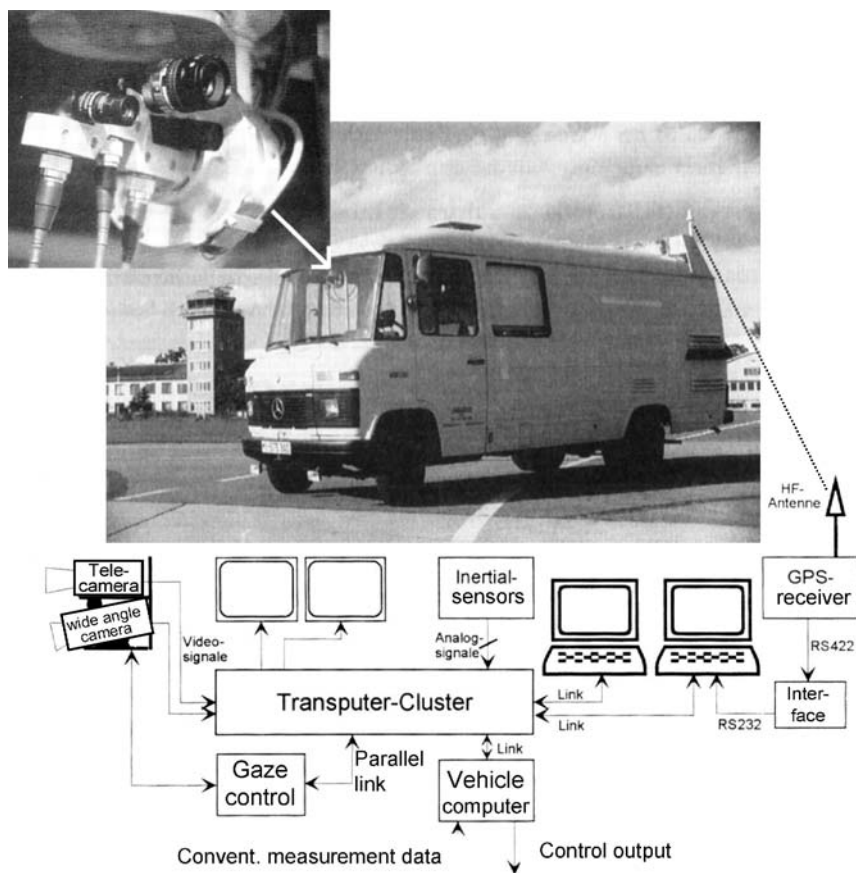 HF-
Antenne
Tele-
camera
wide angle
camera
Video-
signale
Inertial-
sensors
Analog-
signale
GPS-
receiver
RS422
Transputer-Cluster
Link
Link
RS232
Inter-
face
Gaze
control
Parallel
link
Link
Vehicle
computer
Convent. measurement data
Control output